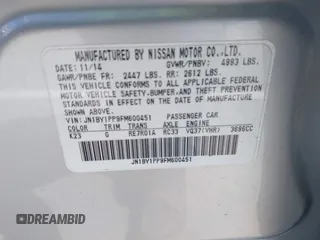 MANUFACTURED BY NISSAN MOTOR CO.,LTD.
DATE: 11/14 GVWR/PNBV: 4993 LBS.
GAWR/PNBE FR: 2447 LBS. RR: 2612 LBS.
THIS VEHICLE CONFORMS TO ALL APPLICABLE FEDERAL
MOTOR VEHICLE SAFETY,BUMPER,AND THEFT PREVENTION
STANDARDS IN EFFECT ON THE DATE OF MANUFACTURE
SHOWN ABOVE.
VIN: JN1BY1PP9FM600451 PASSENGER CAR
COLOR TRIM TRANS AXLE ENGINE
K23 G RE7R01A RC33 VQ37(VHR) 3696CC
JN1BY1PP9FM600451
DREAMBID
AUCTION HISTORY